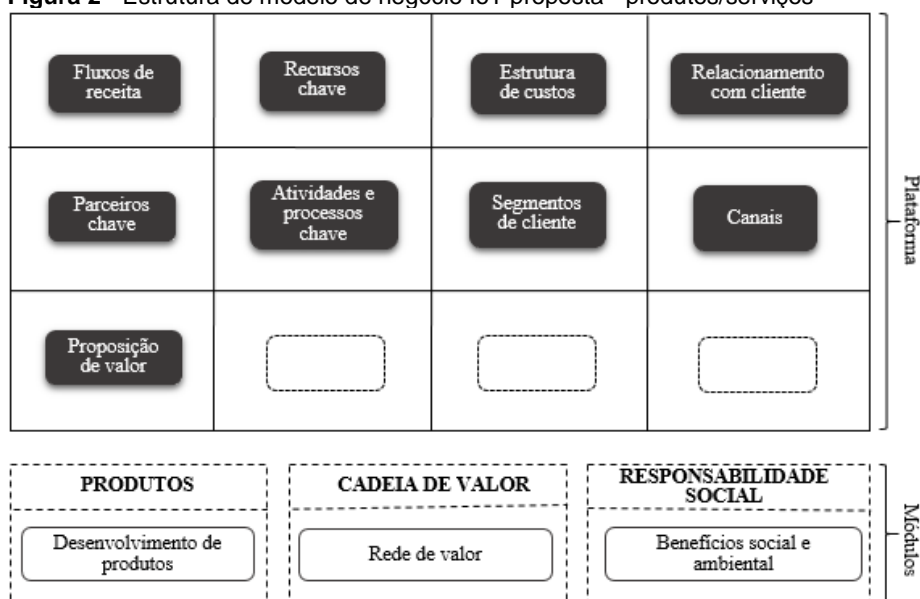 Figura 2 - Estrutura do modelo de negócio IoT proposta - produtos/serviços
Fluxos de
receita
Recursos
chave
Estrutura
de custos
Relacionamento
com cliente
Parceiros
chave
Atividades e
processos
chave
Segmentos
de cliente
Canais
Proposição
de valor
Plataforma
PRODUTOS
Desenvolvimento de
produtos
CADEIA DE VALOR
Rede de valor
RESPONSABILIDADE
SOCIAL
Benefícios social e
ambiental
Módulos